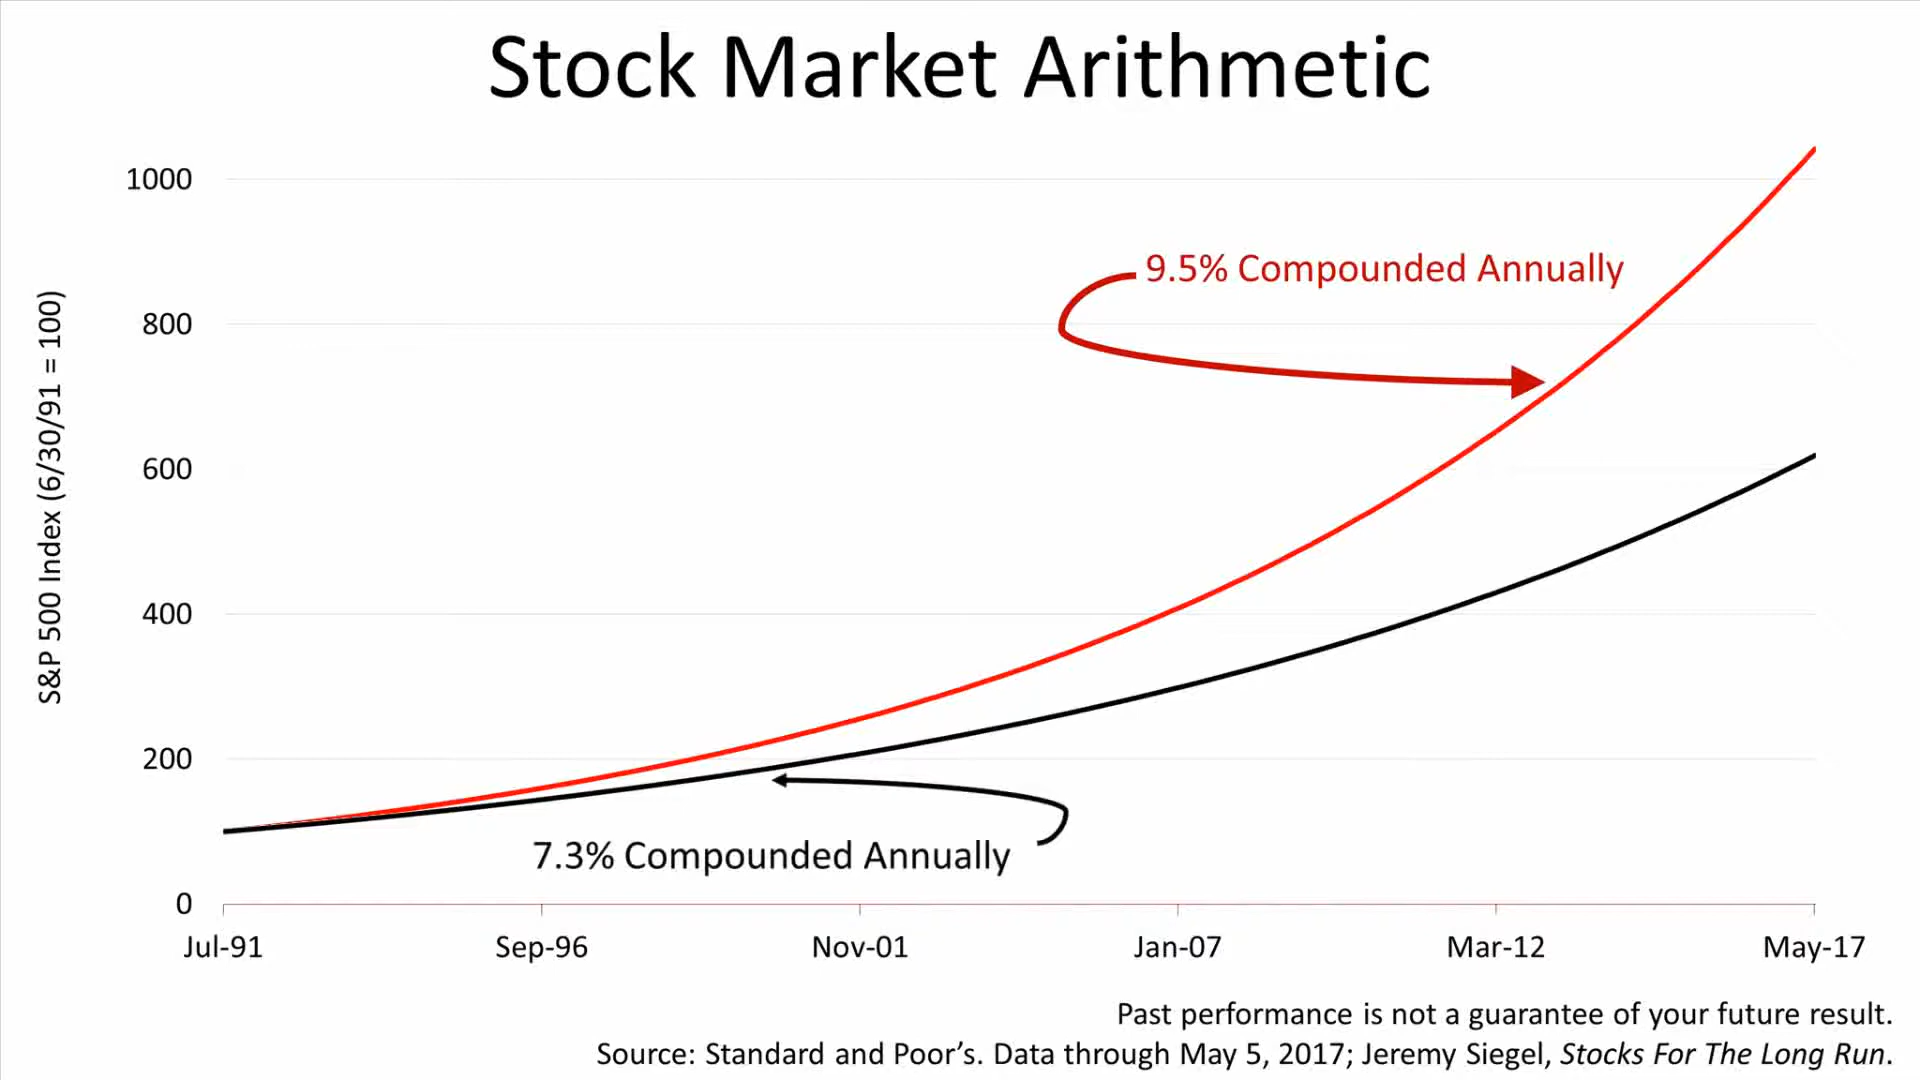 Stock Market Arithmetic
S&P 500 Index (6/30/91 = 100)
1000
800
600
400
200
0
9.5% Compounded Annually
7.3% Compounded Annually
Jul-91 Sep-96 Nov-01 Jan-07 Mar-12 May-17
Past performance is not a guarantee of your future result.
Source: Standard and Poor’s. Data through May 5, 2017; Jeremy Siegel, Stocks For The Long Run.